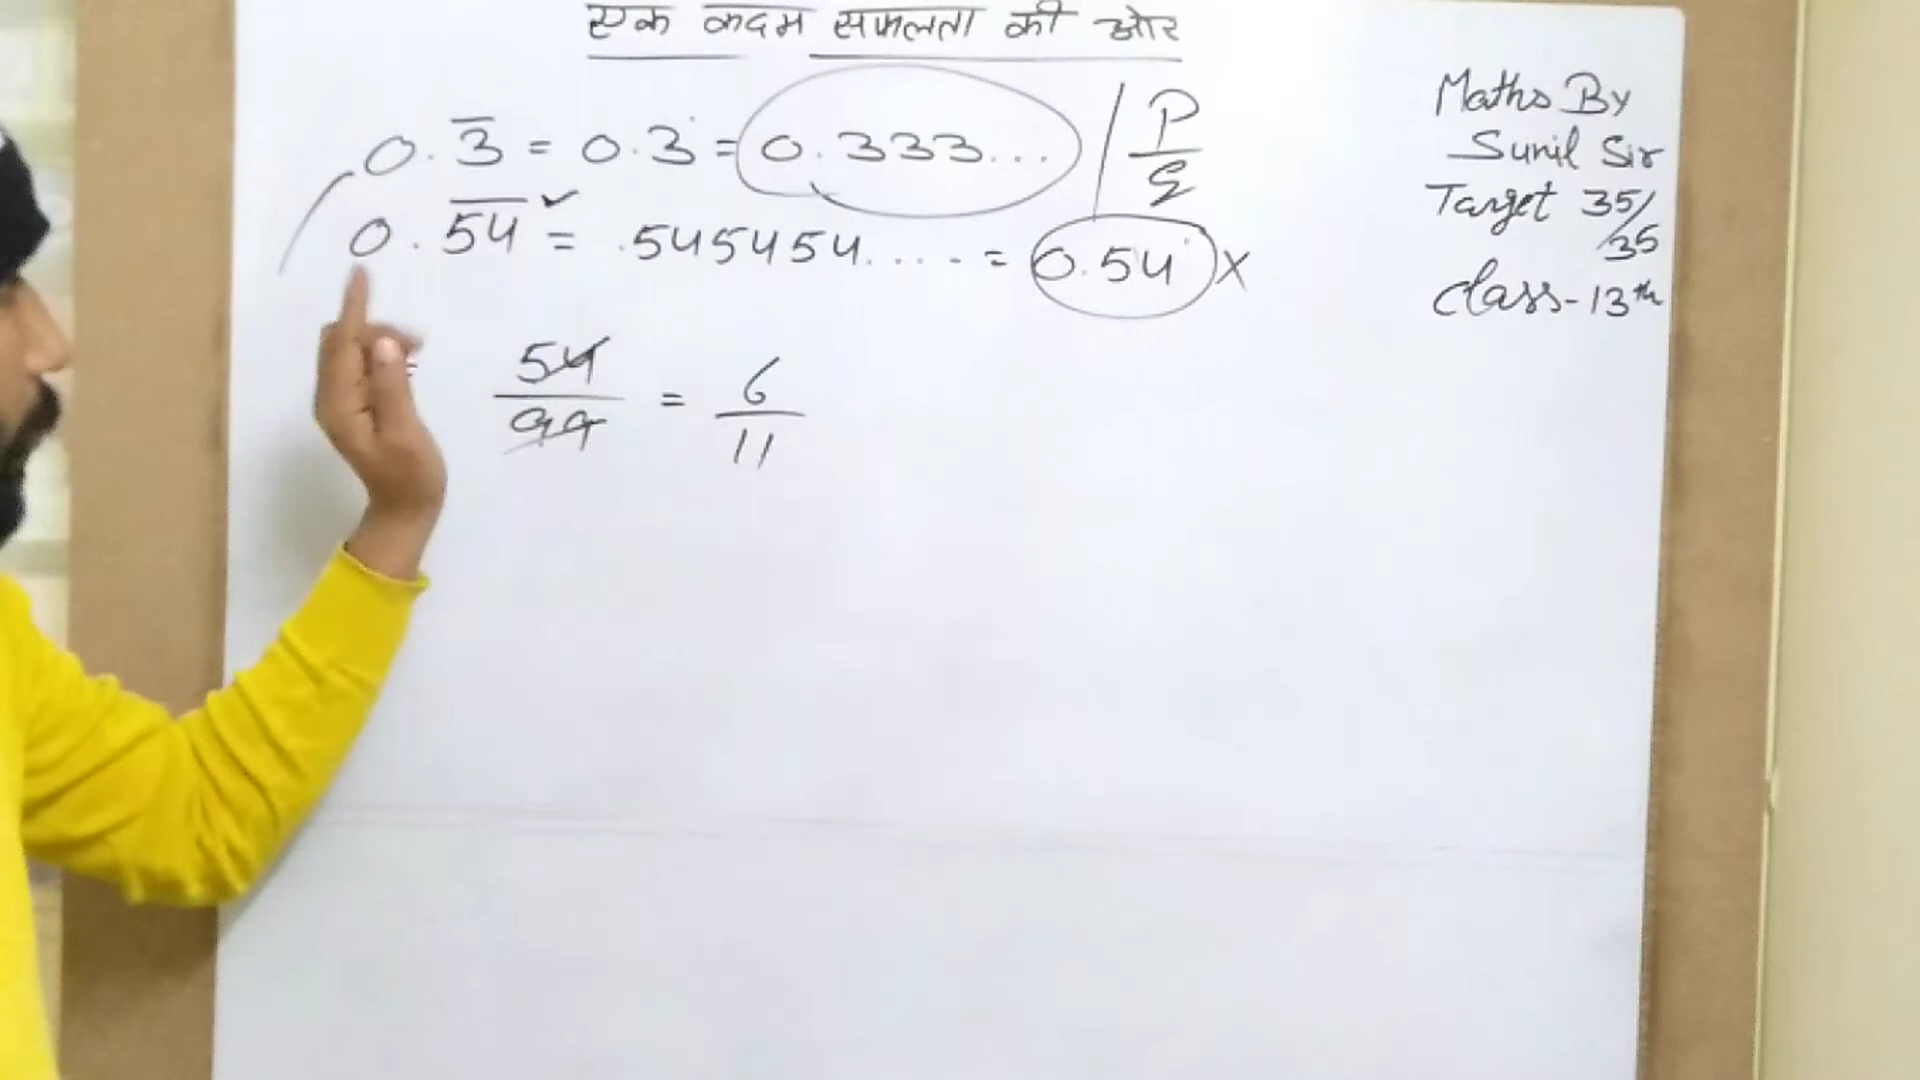 एक कदम सफलता की ओर
0.3̅ = 0.3̇ = 0.333... | P/q
0.5̅4̅ ✓ = .545454..... = 0.54̇ X
= 54/99 = 6/11
Maths By
Sunil Sir
Target 35/35
Class-13th